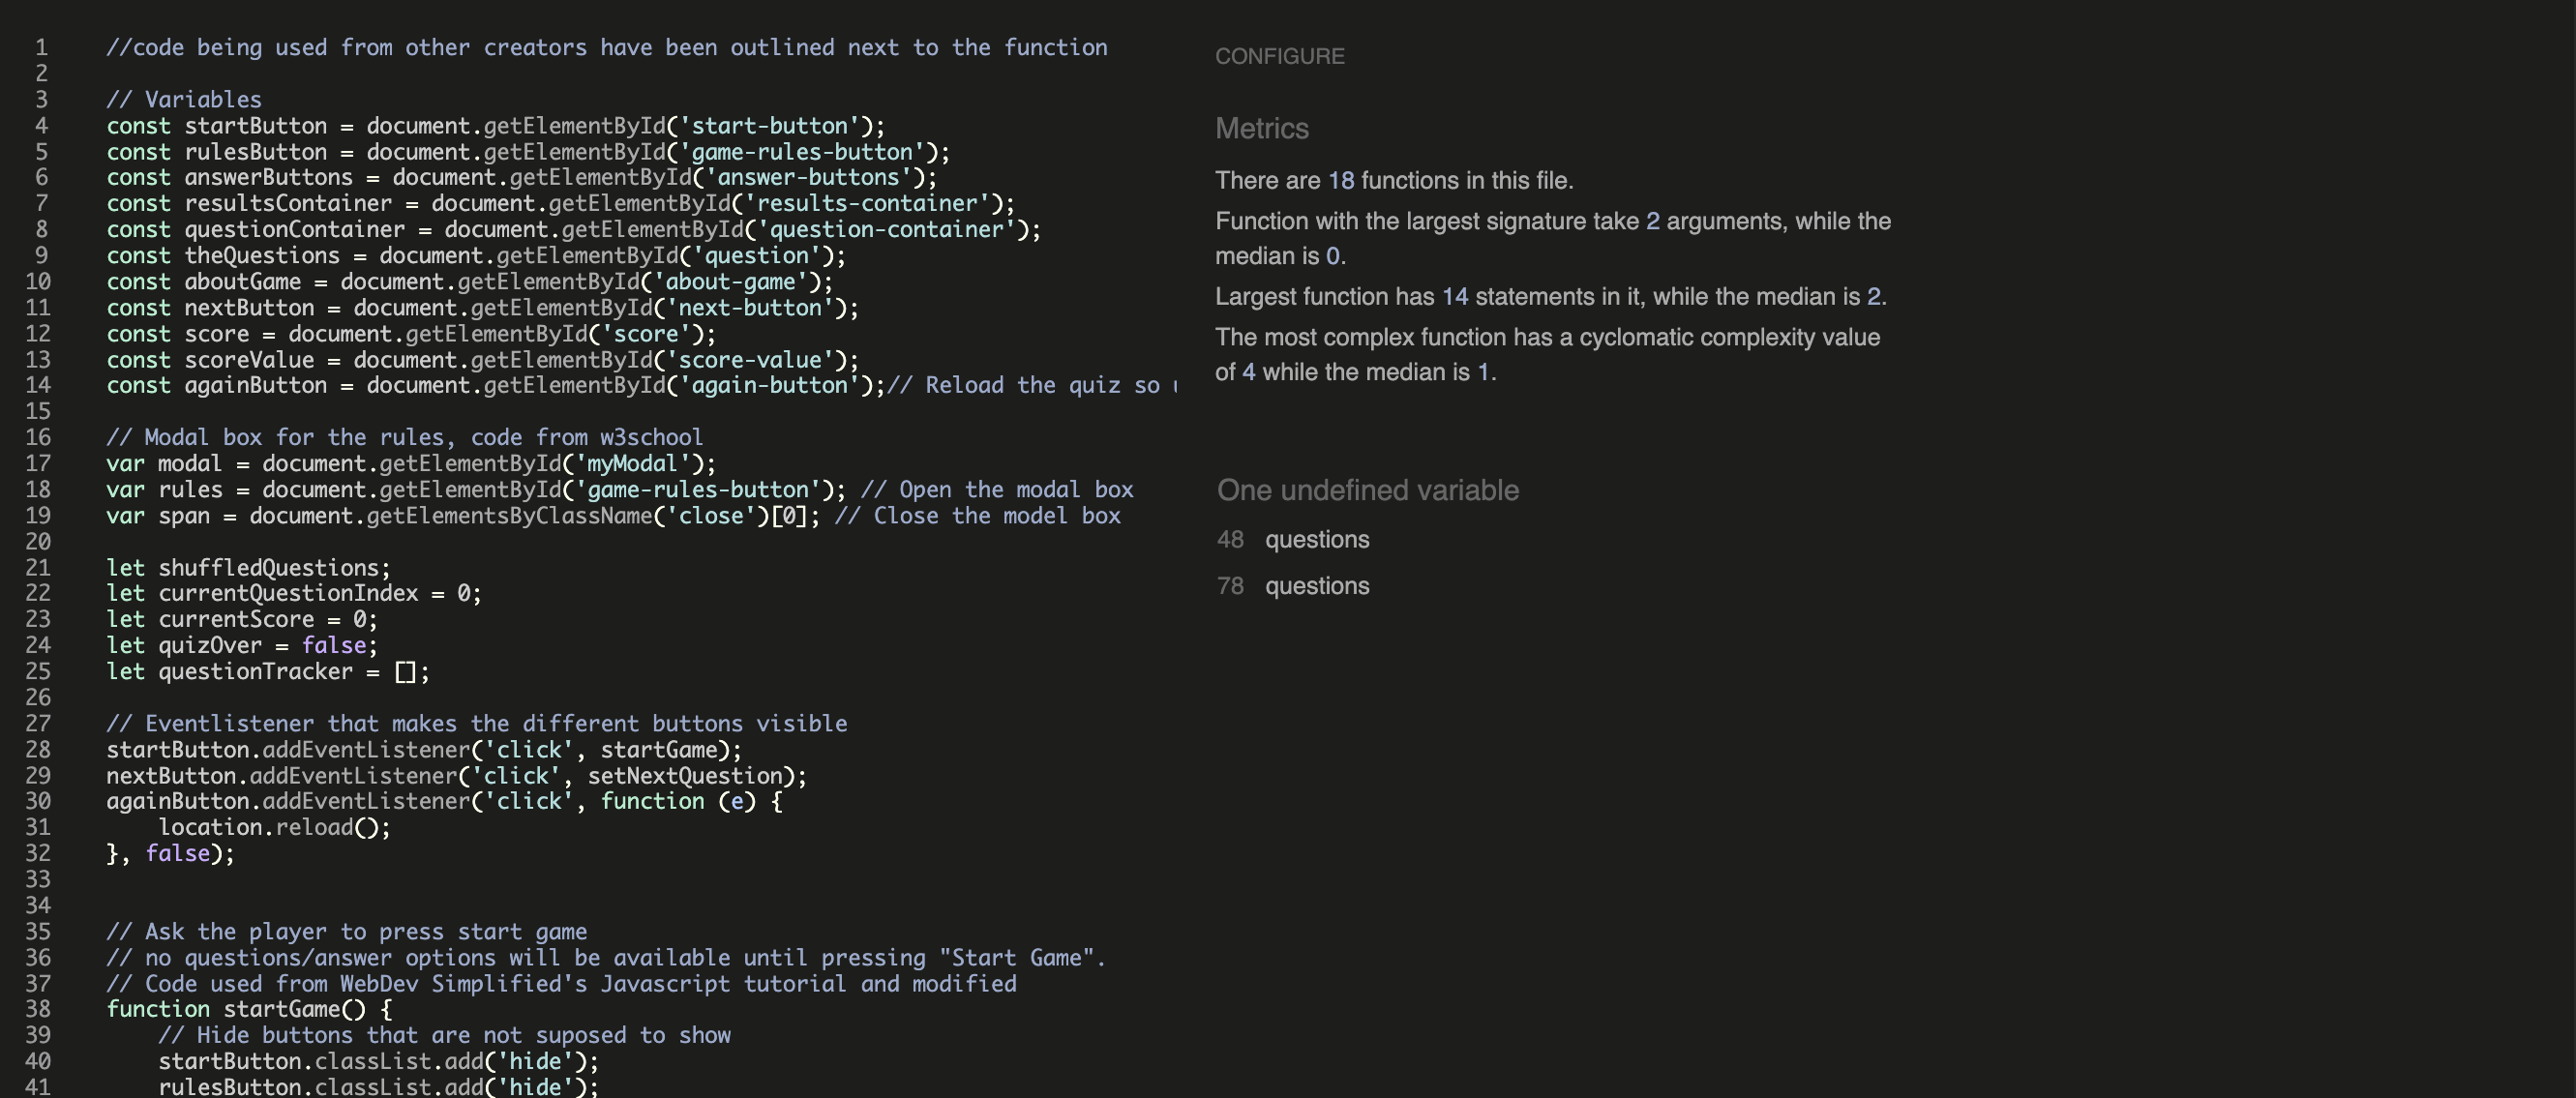 1 //code being used from other creators have been outlined next to the function
2
3 // Variables
4 const startButton = document.getElementById('start-button');
5 const rulesButton = document.getElementById('game-rules-button');
6 const answerButtons = document.getElementById('answer-buttons');
7 const resultsContainer = document.getElementById('results-container');
8 const questionContainer = document.getElementById('question-container');
9 const theQuestions = document.getElementById('question');
10 const aboutGame = document.getElementById('about-game');
11 const nextButton = document.getElementById('next-button');
12 const score = document.getElementById('score');
13 const scoreValue = document.getElementById('score-value');
14 const againButton = document.getElementById('again-button');// Reload the quiz so
15
16 // Modal box for the rules, code from w3school
17 var modal = document.getElementById('myModal');
18 var rules = document.getElementById('game-rules-button'); // Open the modal box
19 var span = document.getElementsByClassName('close')[0]; // Close the model box
20
21 let shuffledQuestions;
22 let currentQuestionIndex = 0;
23 let currentScore = 0;
24 let quizOver = false;
25 let questionTracker = [];
26
27 // Eventlistener that makes the different buttons visible
28 startButton.addEventListener('click', startGame);
29 nextButton.addEventListener('click', setNextQuestion);
30 againButton.addEventListener('click', function (e) {
31     location.reload();
32 }, false);
33
34
35 // Ask the player to press start game
36 // no questions/answer options will be available until pressing "Start Game".
37 // Code used from WebDev Simplified's Javascript tutorial and modified
38 function startGame() {
39     // Hide buttons that are not suposed to show
40     startButton.classList.add('hide');
41     rulesButton.classList.add('hide');
CONFIGURE
Metrics
There are 18 functions in this file.
Function with the largest signature take 2 arguments, while the
median is 0.
Largest function has 14 statements in it, while the median is 2.
The most complex function has a cyclomatic complexity value
of 4 while the median is 1.
One undefined variable
48 questions
78 questions